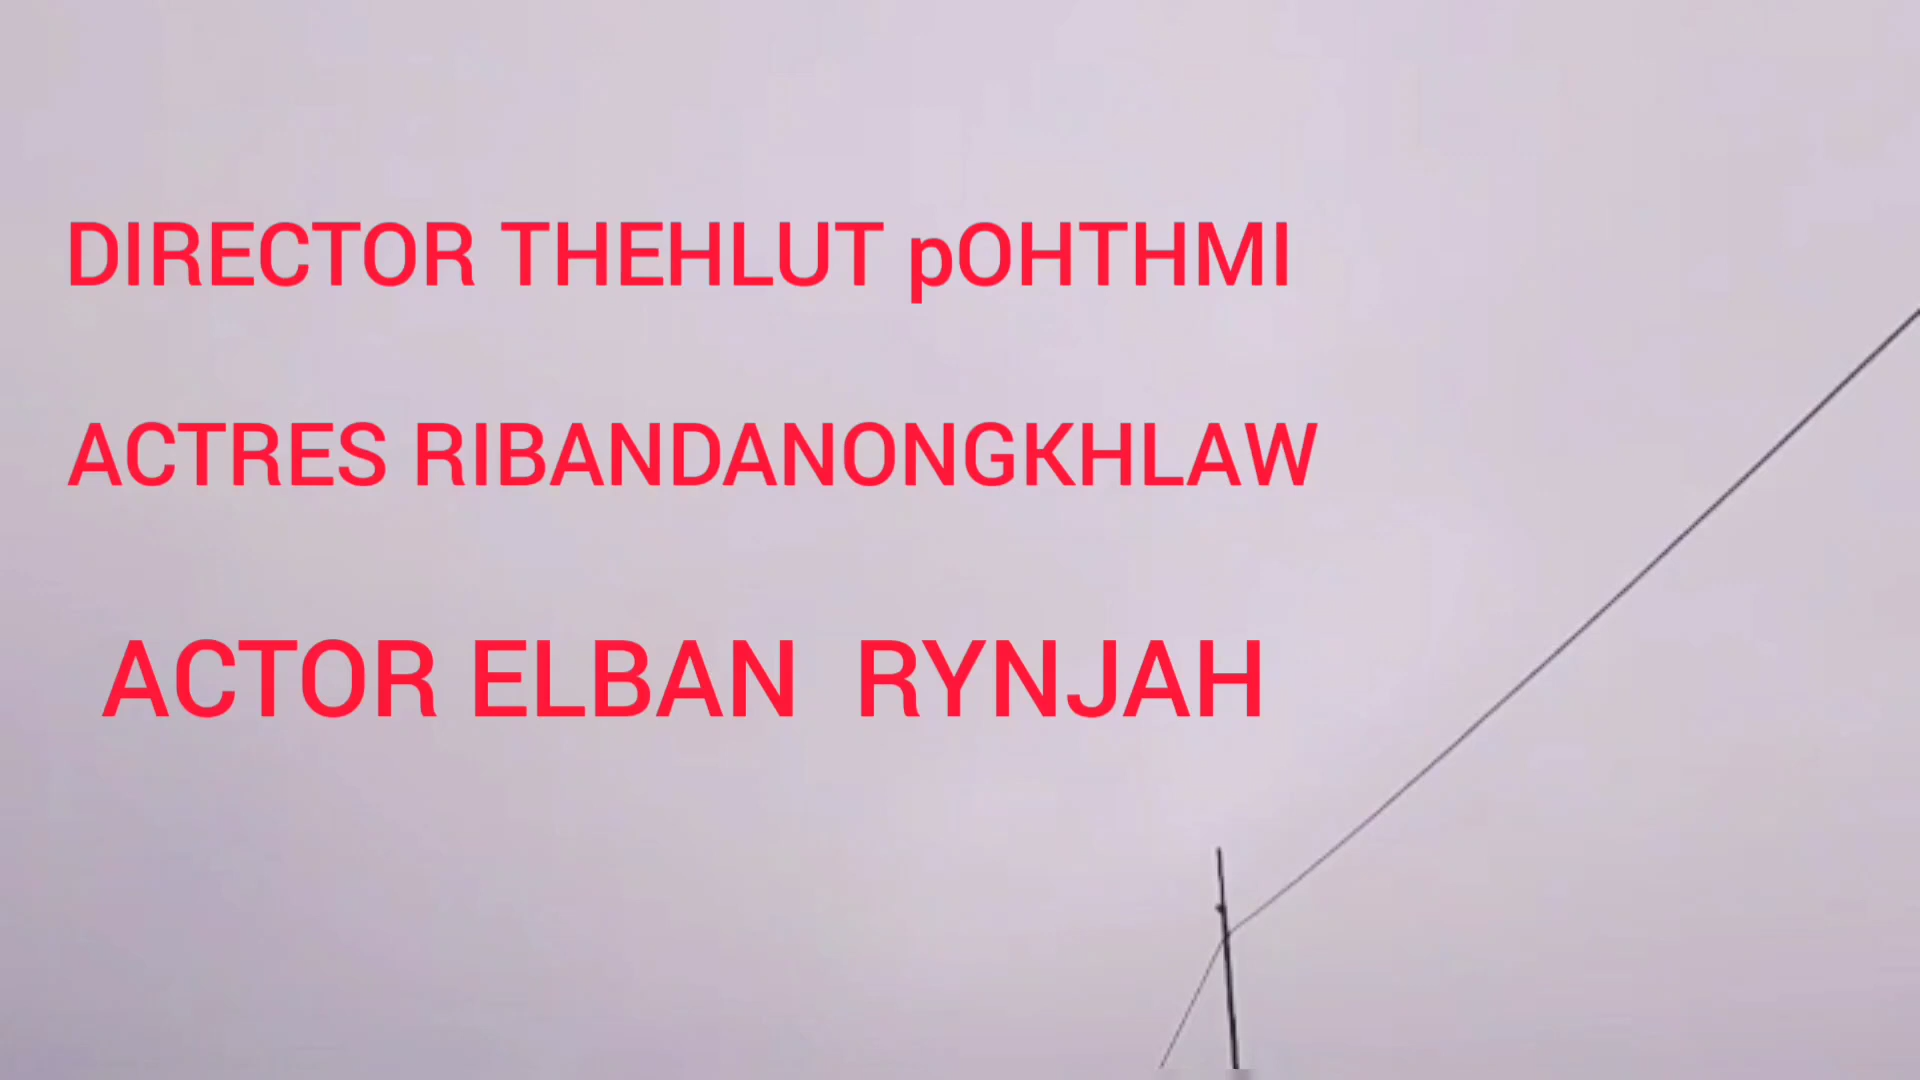 DIRECTOR THEHLUT pOHTHMI
ACTRES RIBANDANONGKHLAW
ACTOR ELBAN RYNJAH